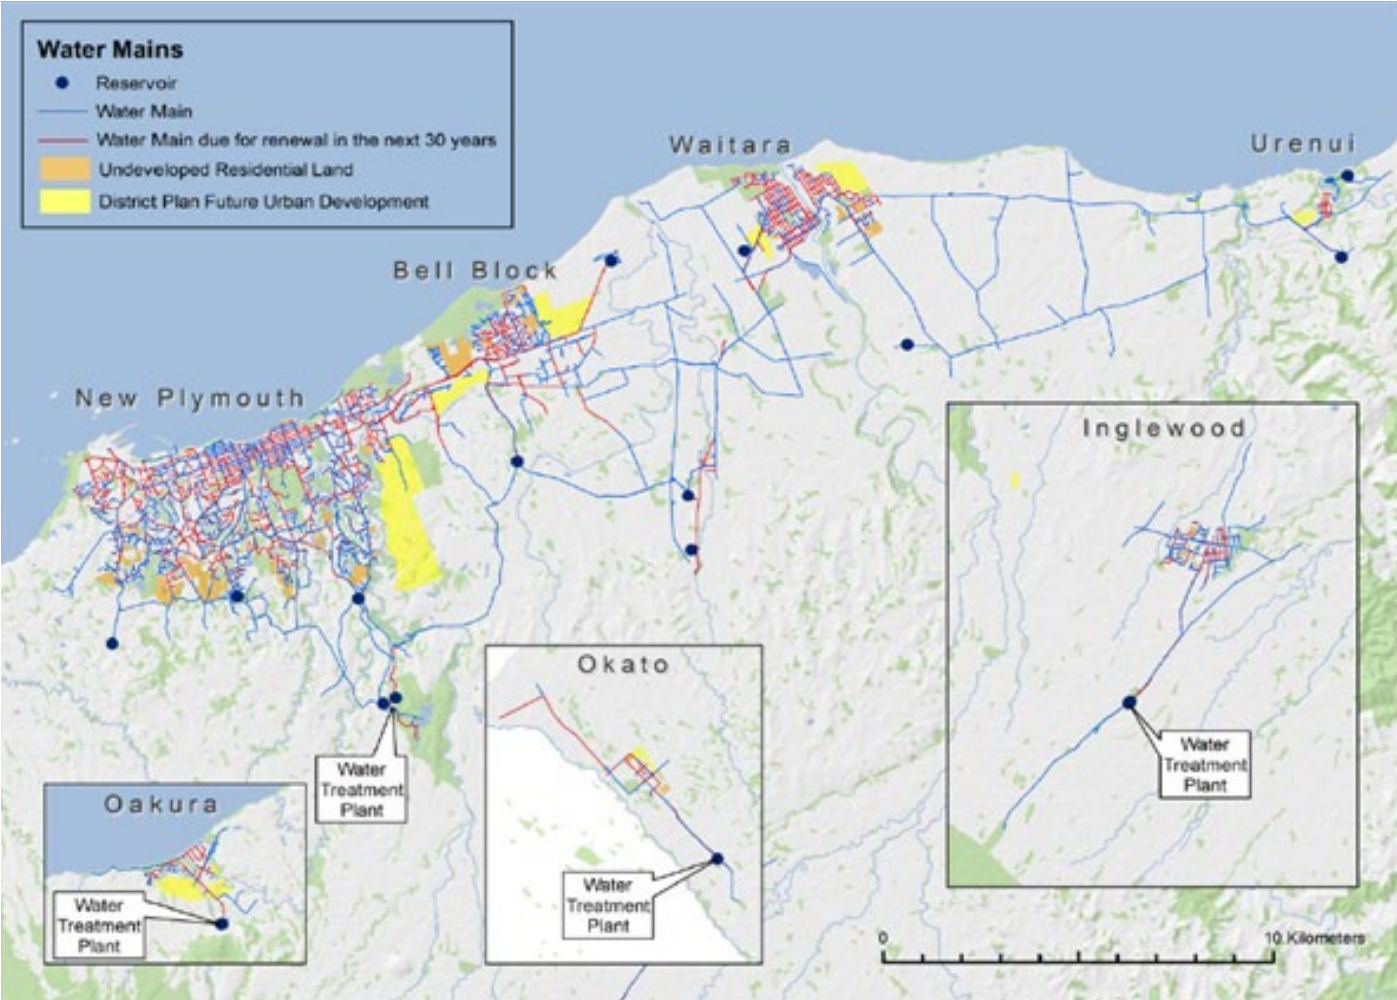 Water Mains
Reservoir
Water Main
Water Main due for renewal in the next 30 years
Undeveloped Residential Land
District Plan Future Urban Development
Waitara
Urenui
Bell Block
New Plymouth
Inglewood
Okato
Water
Treatment
Plant
Water
Treatment
Plant
Oakura
Water
Treatment
Plant
Water
Treatment
Plant
0 10 Kilometers